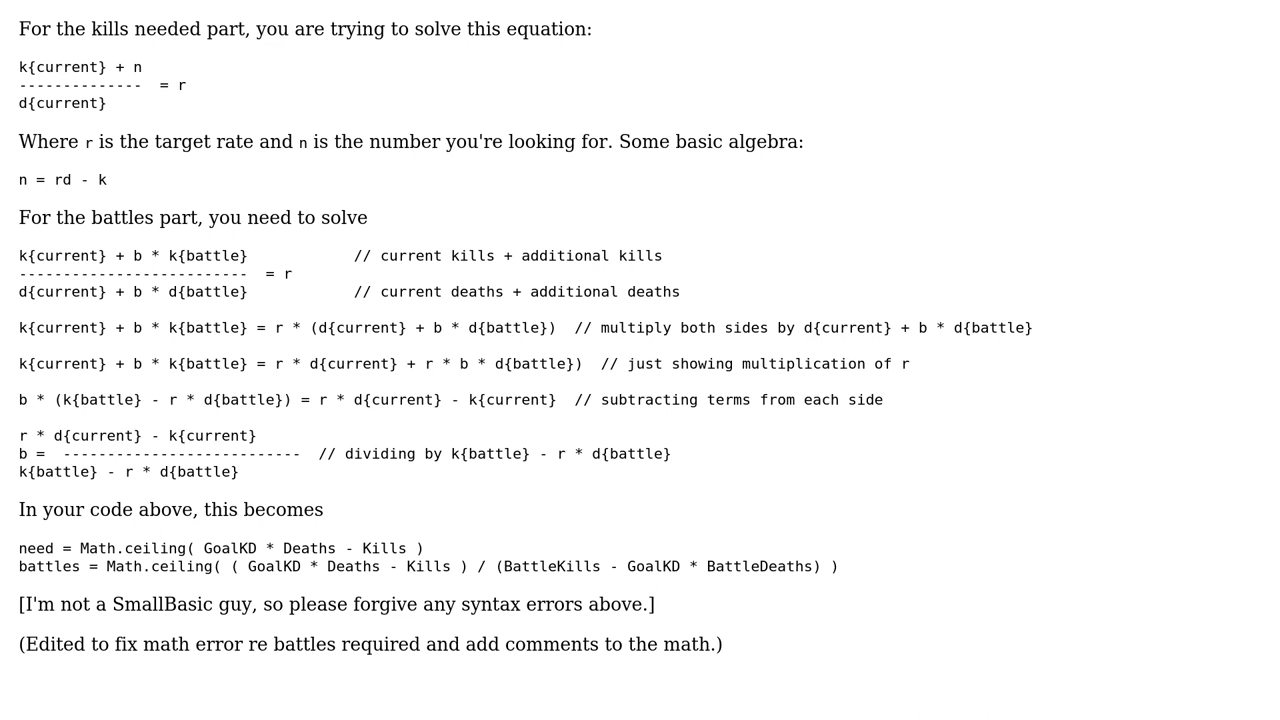 For the kills needed part, you are trying to solve this equation:
k{current} + n
--------------  = r
d{current}
Where r is the target rate and n is the number you're looking for. Some basic algebra:
n = rd - k
For the battles part, you need to solve
k{current} + b * k{battle}            // current kills + additional kills
--------------------------  = r
d{current} + b * d{battle}            // current deaths + additional deaths
k{current} + b * k{battle} = r * (d{current} + b * d{battle})  // multiply both sides by d{current} + b * d{battle}
k{current} + b * k{battle} = r * d{current} + r * b * d{battle})  // just showing multiplication of r
b * (k{battle} - r * d{battle}) = r * d{current} - k{current}  // subtracting terms from each side
r * d{current} - k{current}
b =  ---------------------------  // dividing by k{battle} - r * d{battle}
k{battle} - r * d{battle}
In your code above, this becomes
need = Math.ceiling( GoalKD * Deaths - Kills )
battles = Math.ceiling( ( GoalKD * Deaths - Kills ) / (BattleKills - GoalKD * BattleDeaths) )
[I'm not a SmallBasic guy, so please forgive any syntax errors above.]
(Edited to fix math error re battles required and add comments to the math.)